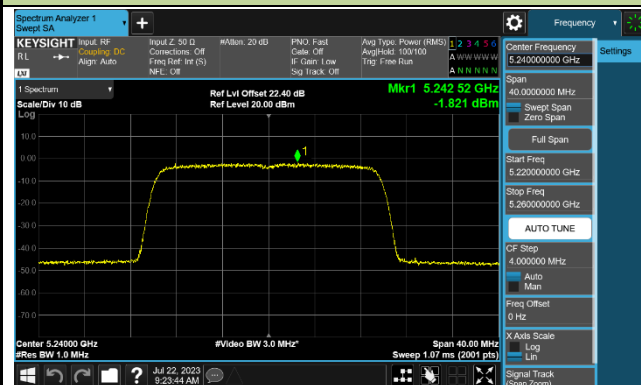 Spectrum Analyzer 1
Swept SA
+
Frequency
KEYSIGHT
RL
LXI
Input: RF
Coupling: DC
Align: Auto
Input Z: 50 Ω
Corrections: Off
Freq Ref: Int (S)
NFE: Off
#Atten: 20 dB
PNO: Fast
Gate: Off
IF Gain: Low
Sig Track: Off
Avg Type: Power (RMS)
Avg|Hold: 100/100
Trig: Free Run
1 2 3 4 5 6
A W W W W W
A N N N N N
1 Spectrum
Scale/Div 10 dB
Log
Ref Lvl Offset 22.40 dB
Ref Level 20.00 dBm
Mkr1 5.242 52 GHz
-1.821 dBm
10.0
0.00
-10.0
-20.0
-30.0
-40.0
-50.0
-60.0
-70.0
1
Center 5.24000 GHz
#Res BW 1.0 MHz
#Video BW 3.0 MHz*
Span 40.00 MHz
Sweep 1.07 ms (2001 pts)
Jul 22, 2023
9:23:44 AM
Center Frequency
5.240000000 GHz
Span
40.0000000 MHz
Swept Span
Zero Span
Full Span
Start Freq
5.220000000 GHz
Stop Freq
5.260000000 GHz
AUTO TUNE
CF Step
4.000000 MHz
Auto
Man
Freq Offset
0 Hz
X Axis Scale
Log
Lin
Signal Track
(Span Zoom)
Settings